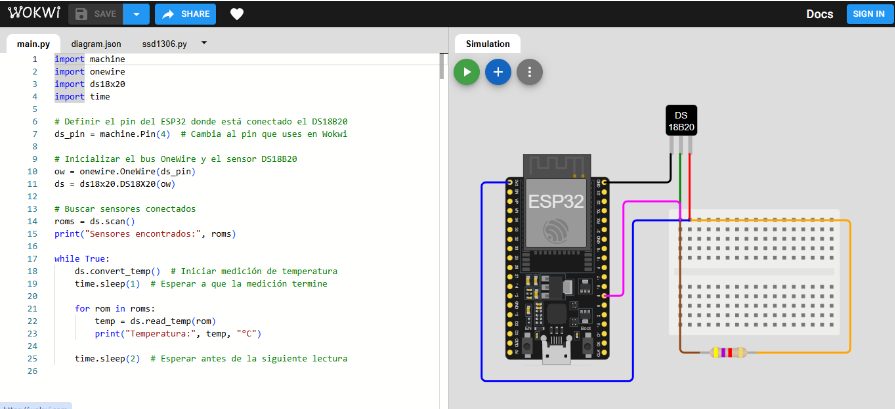 WOKWI SAVE SHARE Docs SIGN IN
main.py diagram.json ssd1306.py
Simulation
1 import machine
2 import onewire
3 import ds18x20
4 import time
5
6 # Definir el pin del ESP32 donde está conectado el DS18B20
7 ds_pin = machine.Pin(4)  # Cambia al pin que uses en Wokwi
8
9 # Inicializar el bus OneWire y el sensor DS18B20
10 ow = onewire.OneWire(ds_pin)
11 ds = ds18x20.DS18X20(ow)
12
13 # Buscar sensores conectados
14 roms = ds.scan()
15 print("Sensores encontrados:", roms)
16
17 while True:
18     ds.convert_temp()  # Iniciar medición de temperatura
19     time.sleep(1)  # Esperar a que la medición termine
20
21     for rom in roms:
22         temp = ds.read_temp(rom)
23         print("Temperatura:", temp, "°C")
24
25     time.sleep(2)  # Esperar antes de la siguiente lectura
26
DS
18B20
ESP32